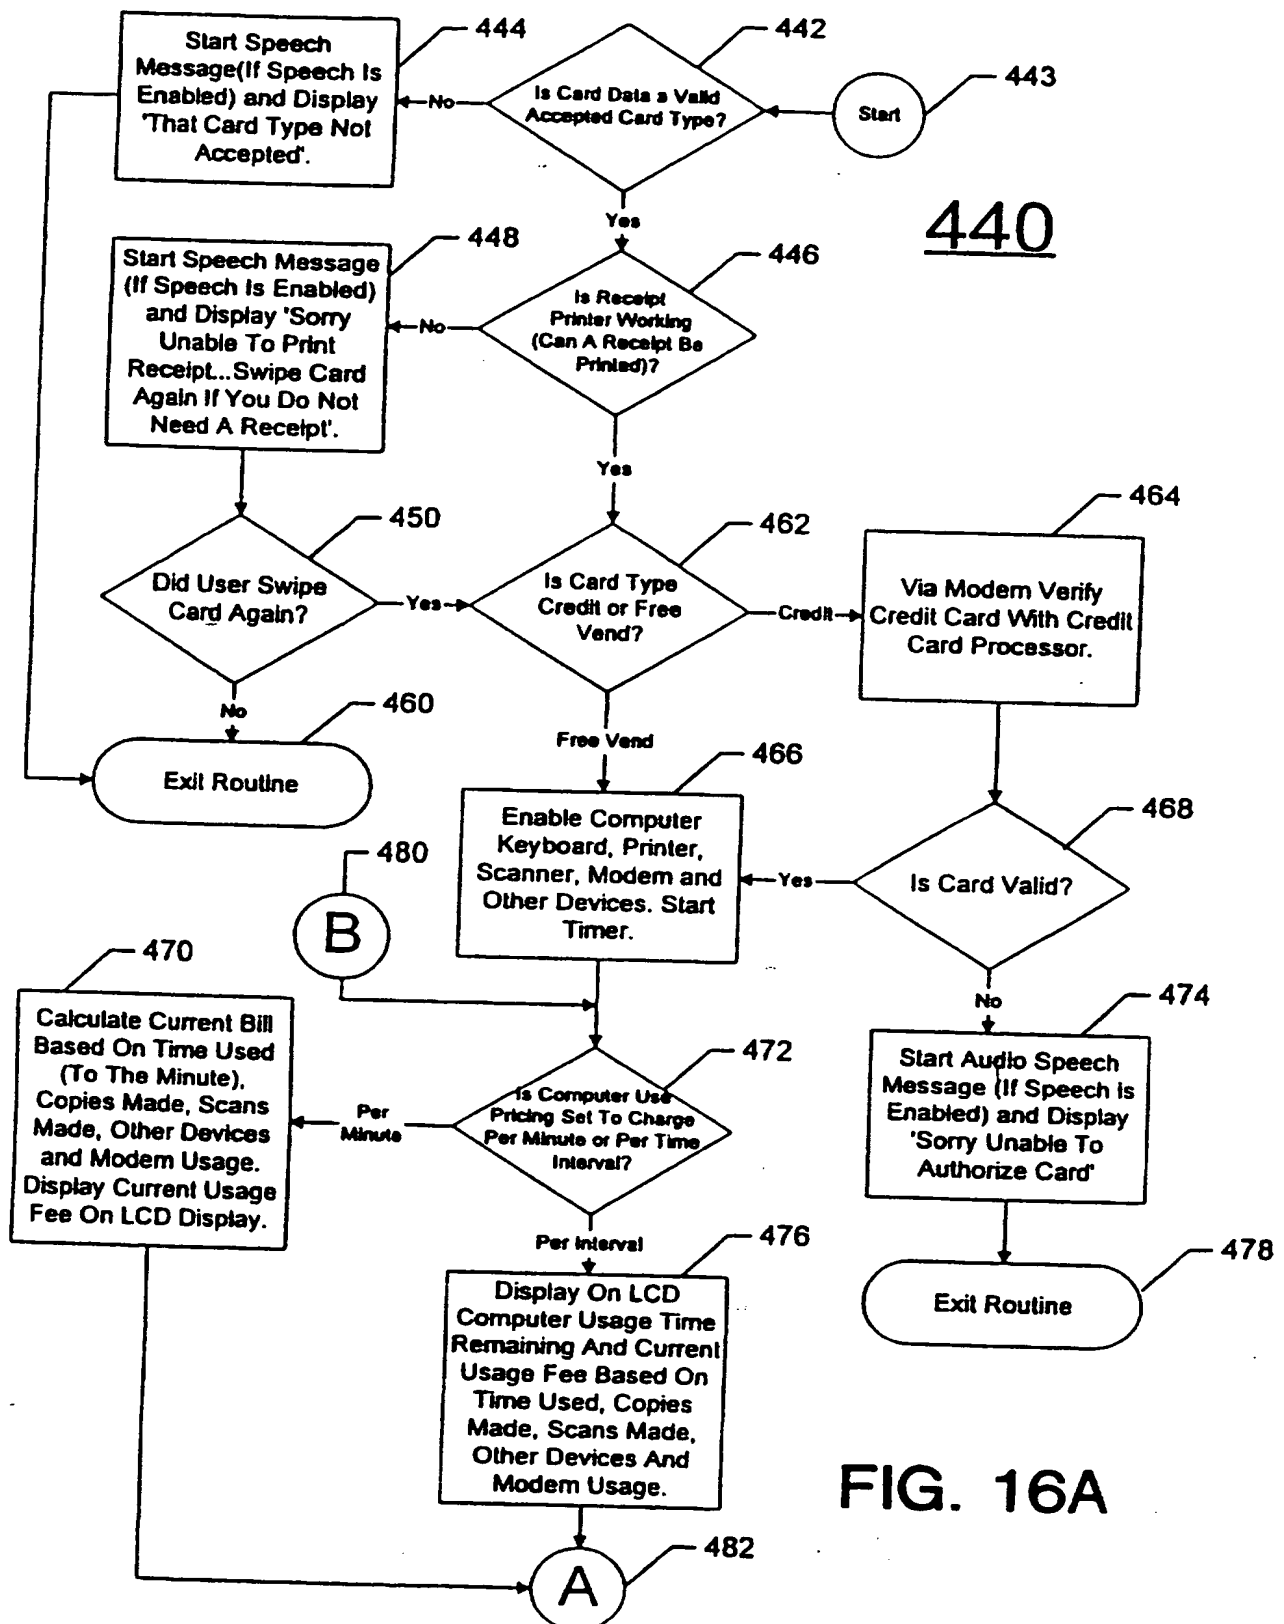 444
Start Speech
Message(If Speech Is
Enabled) and Display
'That Card Type Not
Accepted'.
No
442
Is Card Data a Valid
Accepted Card Type?
443
Start
Yes
440
448
Start Speech Message
(If Speech Is Enabled)
and Display 'Sorry
Unable To Print
Receipt...Swipe Card
Again If You Do Not
Need A Receipt'.
No
446
Is Receipt
Printer Working
(Can A Receipt Be
Printed)?
Yes
450
Did User Swipe
Card Again?
Yes
462
Is Card Type
Credit or Free
Vend?
Credit
464
Via Modem Verify
Credit Card With Credit
Card Processor.
No
460
Exit Routine
Free Vend
466
Enable Computer
Keyboard, Printer,
Scanner, Modem and
Other Devices. Start
Timer.
Yes
468
Is Card Valid?
480
B
No
470
Calculate Current Bill
Based On Time Used
(To The Minute),
Copies Made, Scans
Made, Other Devices
and Modem Usage.
Display Current Usage
Fee On LCD Display.
Per
Minute
472
Is Computer Use
Pricing Set To Charge
Per Minute or Per Time
Interval?
474
Start Audio Speech
Message (If Speech is
Enabled) and Display
'Sorry Unable To
Authorize Card'
Per Interval
476
Display On LCD
Computer Usage Time
Remaining And Current
Usage Fee Based On
Time Used, Copies
Made, Scans Made,
Other Devices And
Modem Usage.
478
Exit Routine
482
A
FIG. 16A